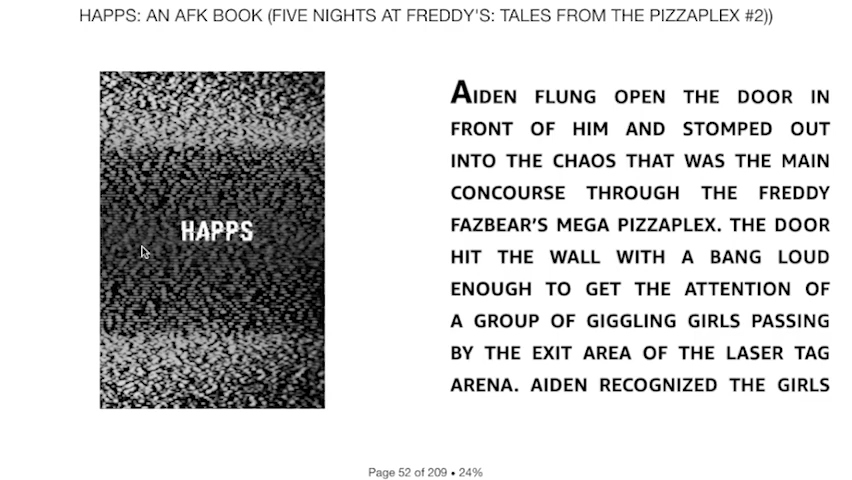 HAPPS: AN AFK BOOK (FIVE NIGHTS AT FREDDY'S: TALES FROM THE PIZZAPLEX #2))
HAPPS
AIDEN FLUNG OPEN THE DOOR IN
FRONT OF HIM AND STOMPED OUT
INTO THE CHAOS THAT WAS THE MAIN
CONCOURSE THROUGH THE FREDDY
FAZBEAR’S MEGA PIZZAPLEX. THE DOOR
HIT THE WALL WITH A BANG LOUD
ENOUGH TO GET THE ATTENTION OF
A GROUP OF GIGGLING GIRLS PASSING
BY THE EXIT AREA OF THE LASER TAG
ARENA. AIDEN RECOGNIZED THE GIRLS
Page 52 of 209 • 24%